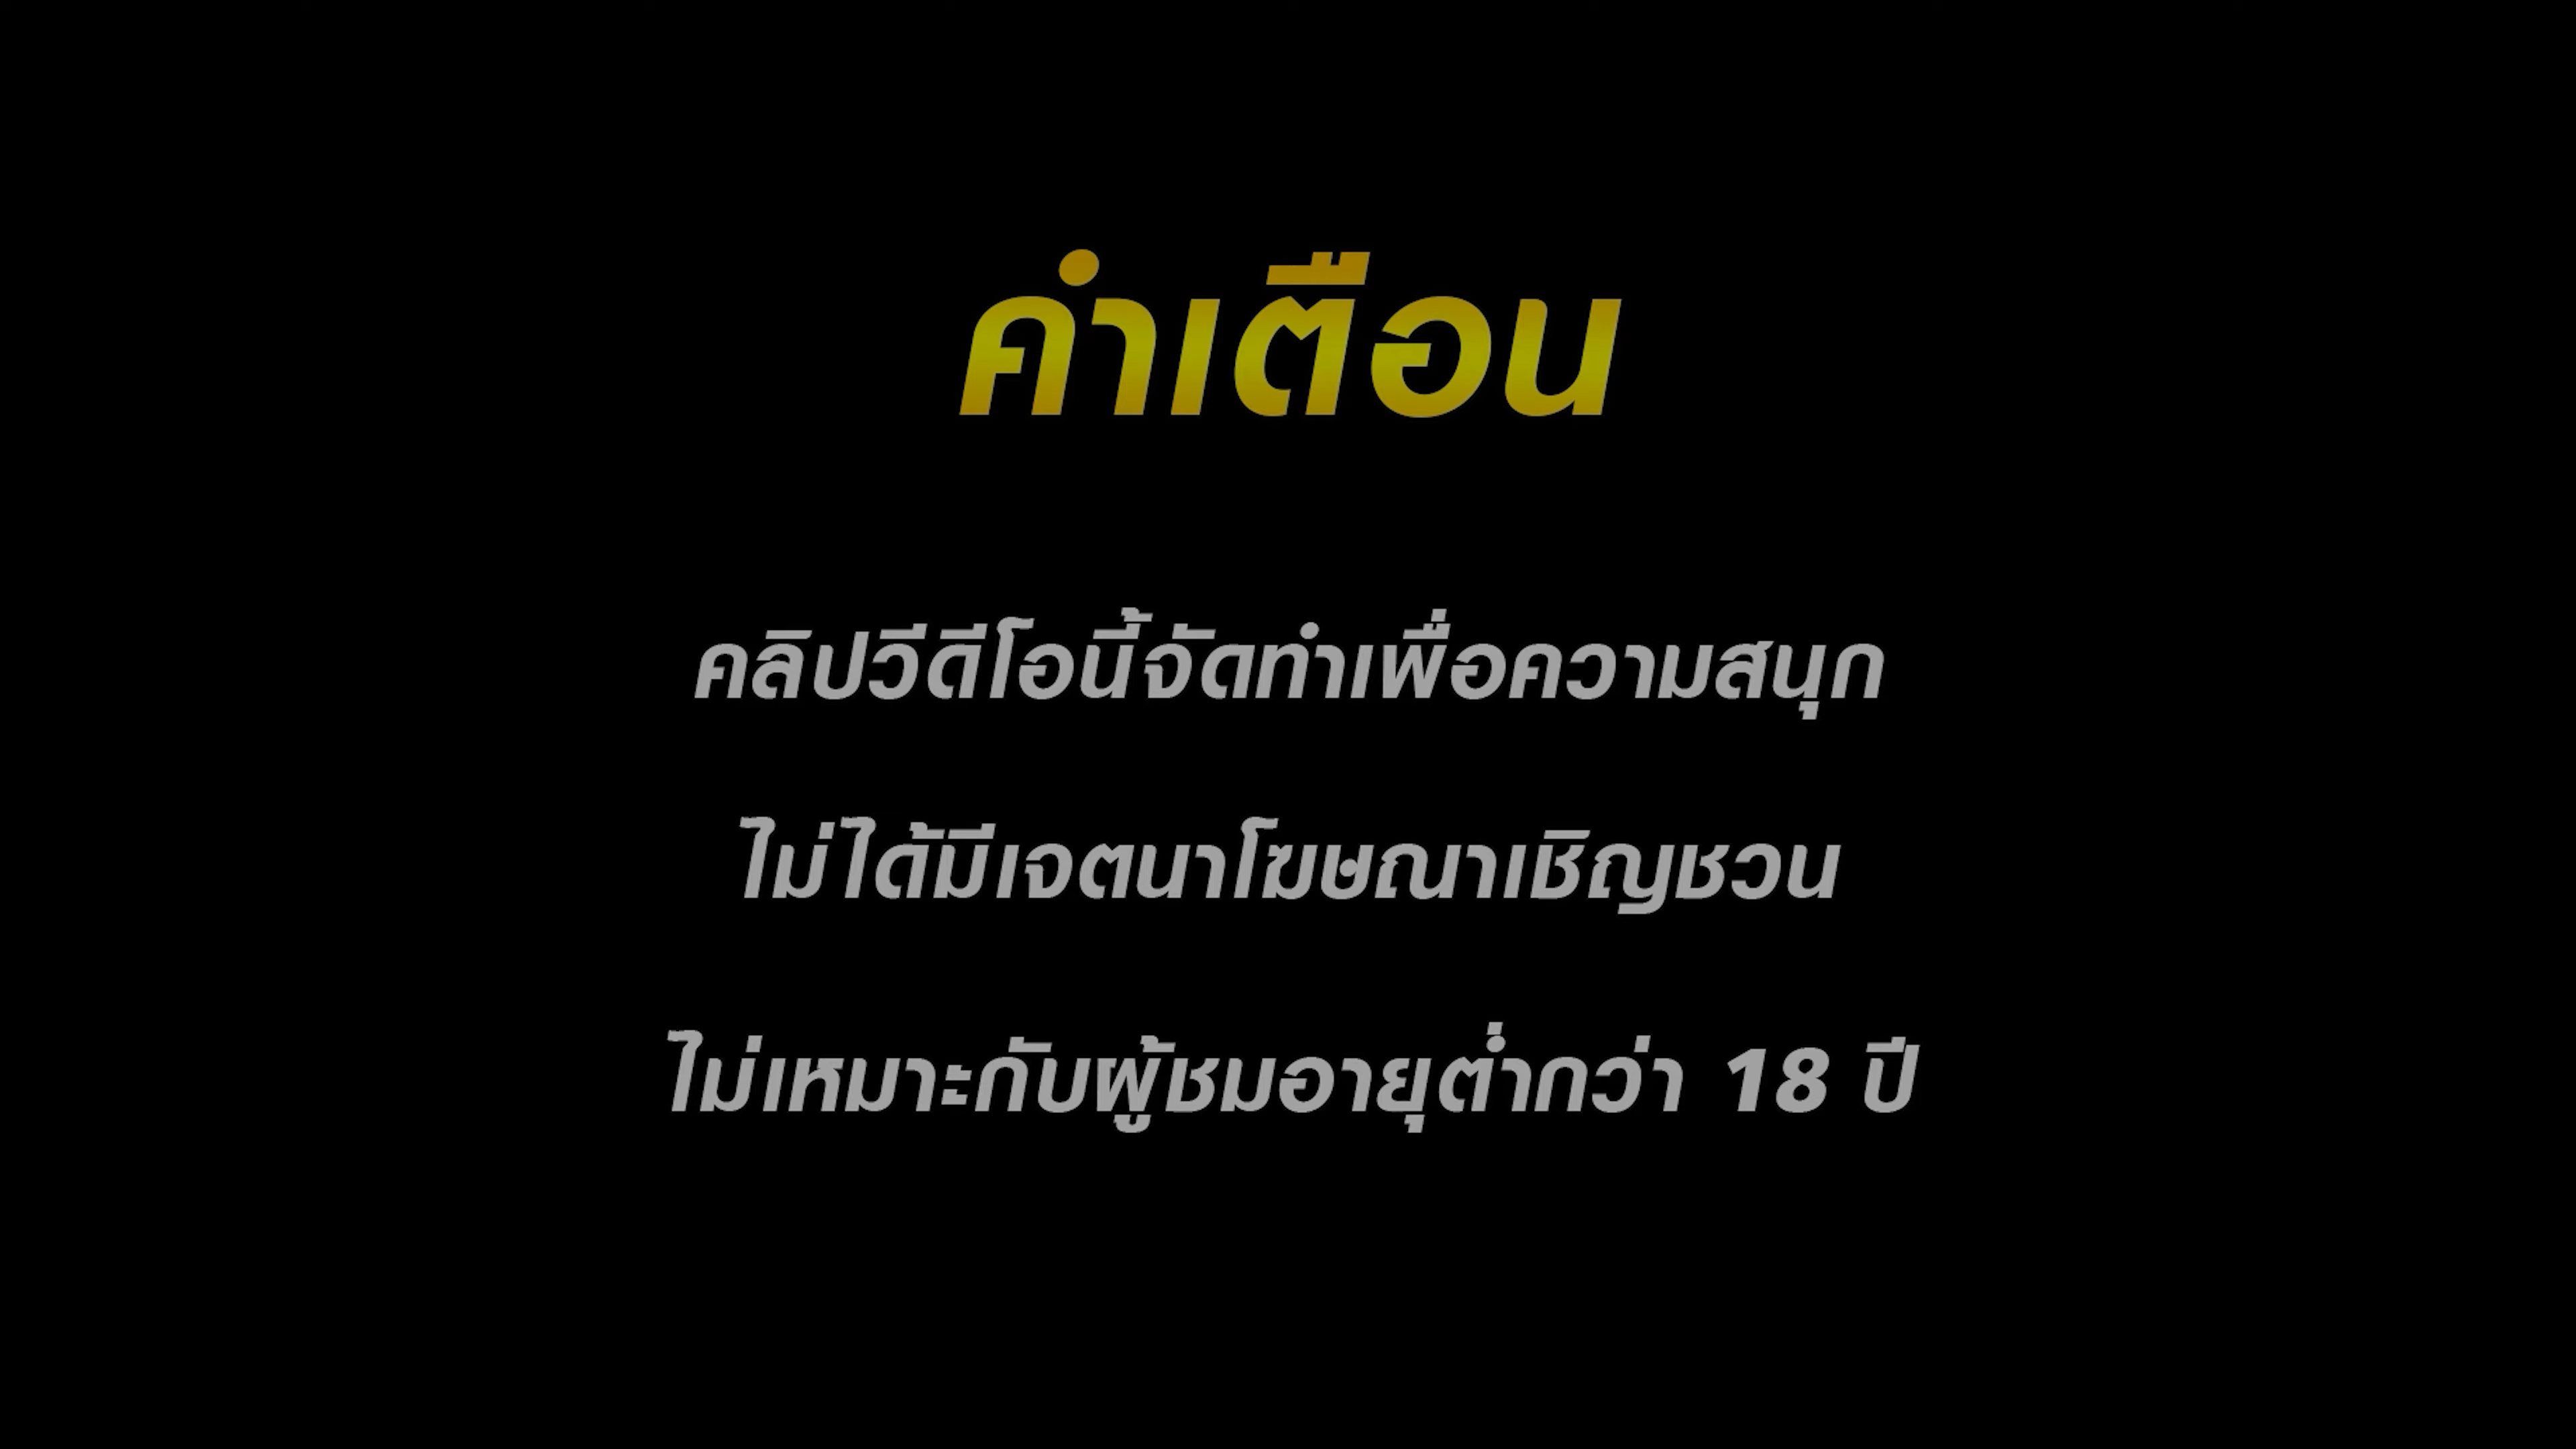 คำเตือน
คลิปวีดีโอนี้จัดทำเพื่อความสนุก
ไม่ได้มีเจตนาโฆษณาเชิญชวน
ไม่เหมาะกับผู้ชมอายุต่ำกว่า 18 ปี